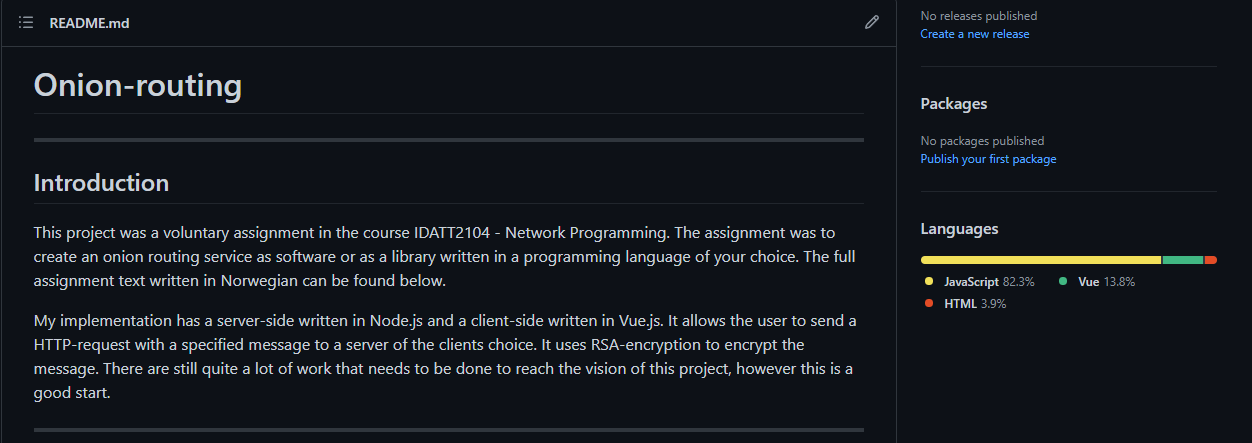 README.md
Onion-routing
Introduction
This project was a voluntary assignment in the course IDATT2104 - Network Programming. The assignment was to
create an onion routing service as software or as a library written in a programming language of your choice. The full
assignment text written in Norwegian can be found below.
My implementation has a server-side written in Node.js and a client-side written in Vue.js. It allows the user to send a
HTTP-request with a specified message to a server of the clients choice. It uses RSA-encryption to encrypt the
message. There are still quite a lot of work that needs to be done to reach the vision of this project, however this is a
good start.
No releases published
Create a new release
Packages
No packages published
Publish your first package
Languages
JavaScript 82.3% Vue 13.8%
HTML 3.9%